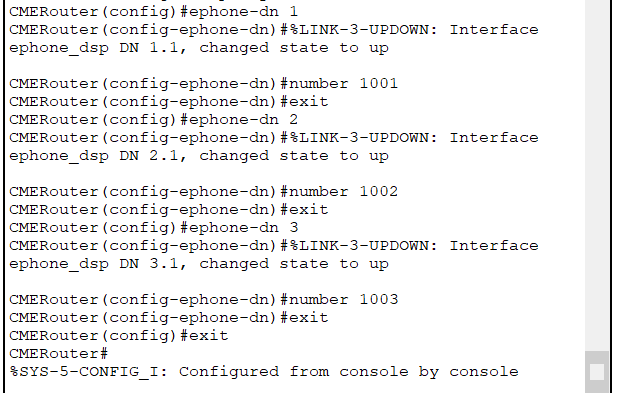 CMERouter(config)#ephone-dn 1
CMERouter(config-ephone-dn)#%LINK-3-UPDOWN: Interface
ephone_dsp DN 1.1, changed state to up
CMERouter(config-ephone-dn)#number 1001
CMERouter(config-ephone-dn)#exit
CMERouter(config)#ephone-dn 2
CMERouter(config-ephone-dn)#%LINK-3-UPDOWN: Interface
ephone_dsp DN 2.1, changed state to up
CMERouter(config-ephone-dn)#number 1002
CMERouter(config-ephone-dn)#exit
CMERouter(config)#ephone-dn 3
CMERouter(config-ephone-dn)#%LINK-3-UPDOWN: Interface
ephone_dsp DN 3.1, changed state to up
CMERouter(config-ephone-dn)#number 1003
CMERouter(config-ephone-dn)#exit
CMERouter(config)#exit
CMERouter#
%SYS-5-CONFIG_I: Configured from console by console